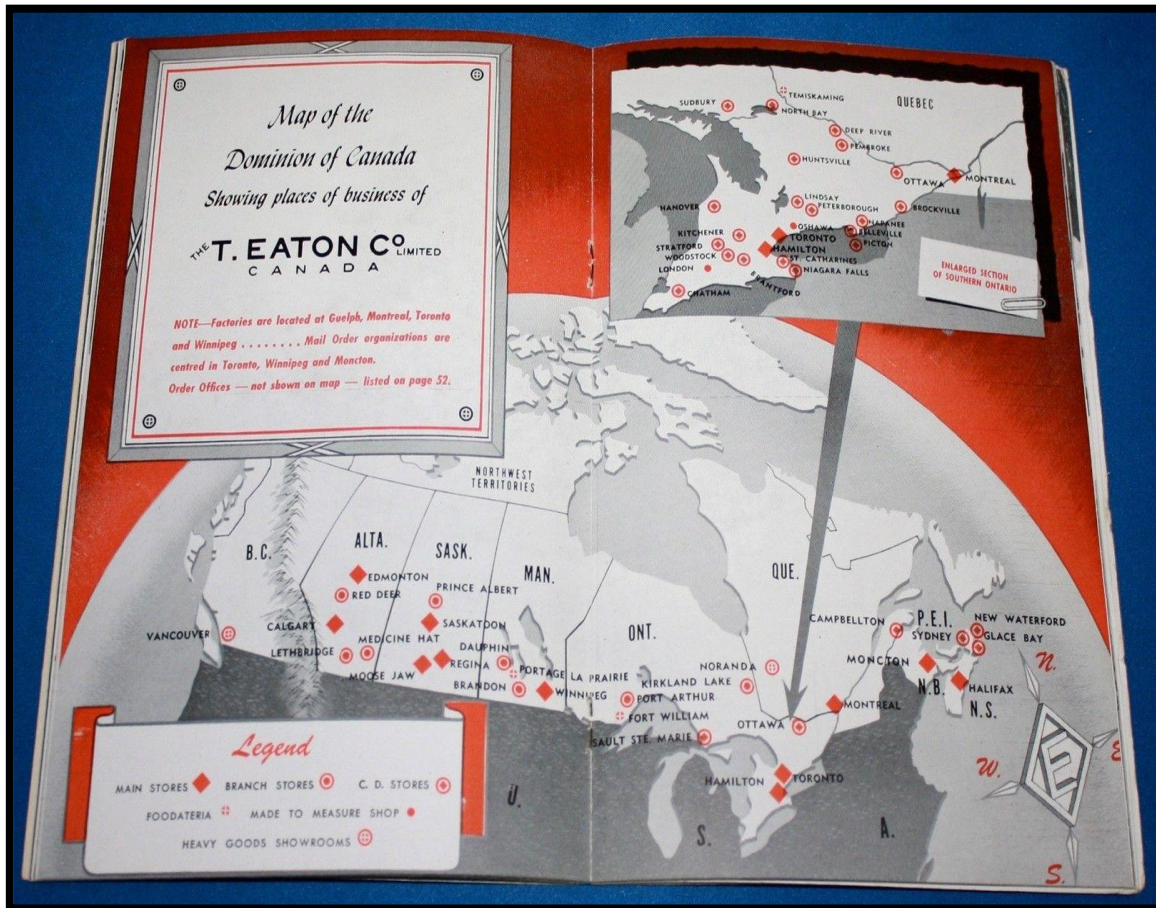 Map of the
Dominion of Canada
Showing places of business of
THE T. EATON Co LIMITED
CANADA
NOTE—Factories are located at Guelph, Montreal, Toronto
and Winnipeg . . . . . . . . Mail Order organizations are
centred in Toronto, Winnipeg and Moncton.
Order Offices — not shown on map — listed on page 52.
TEMISKAMING
QUEBEC
SUDBURY
NORTH BAY
DEEP RIVER
PEMBROKE
HUNTSVILLE
OTTAWA
MONTREAL
LINDSAY
HANOVER
PETERBOROUGH
BROCKVILLE
NAPANEE
OSHAWA
BELLEVILLE
KITCHENER
TORONTO
PICTON
STRATFORD
HAMILTON
WOODSTOCK
ST. CATHARINES
LONDON
NIAGARA FALLS
BRANTFORD
CHATHAM
ENLARGED SECTION
OF SOUTHERN ONTARIO
NORTHWEST
TERRITORIES
B.C.
ALTA.
SASK.
MAN.
ONT.
QUE.
P.E.I.
N.B.
N.S.
EDMONTON
RED DEER
PRINCE ALBERT
CALGARY
SASKATOON
VANCOUVER
MEDICINE HAT
LETHBRIDGE
DAUPHIN
REGINA
MOOSE JAW
PORTAGE LA PRAIRIE
BRANDON
WINNIPEG
NORANDA
KIRKLAND LAKE
PORT ARTHUR
FORT WILLIAM
SAULT STE. MARIE
OTTAWA
MONTREAL
HAMILTON
TORONTO
CAMPBELLTON
NEW WATERFORD
SYDNEY
GLACE BAY
MONCTON
HALIFAX
N.
W.
E
S.
E
U.
S.
A.
Legend
MAIN STORES
BRANCH STORES
C. D. STORES
FOODATERIA
MADE TO MEASURE SHOP
HEAVY GOODS SHOWROOMS